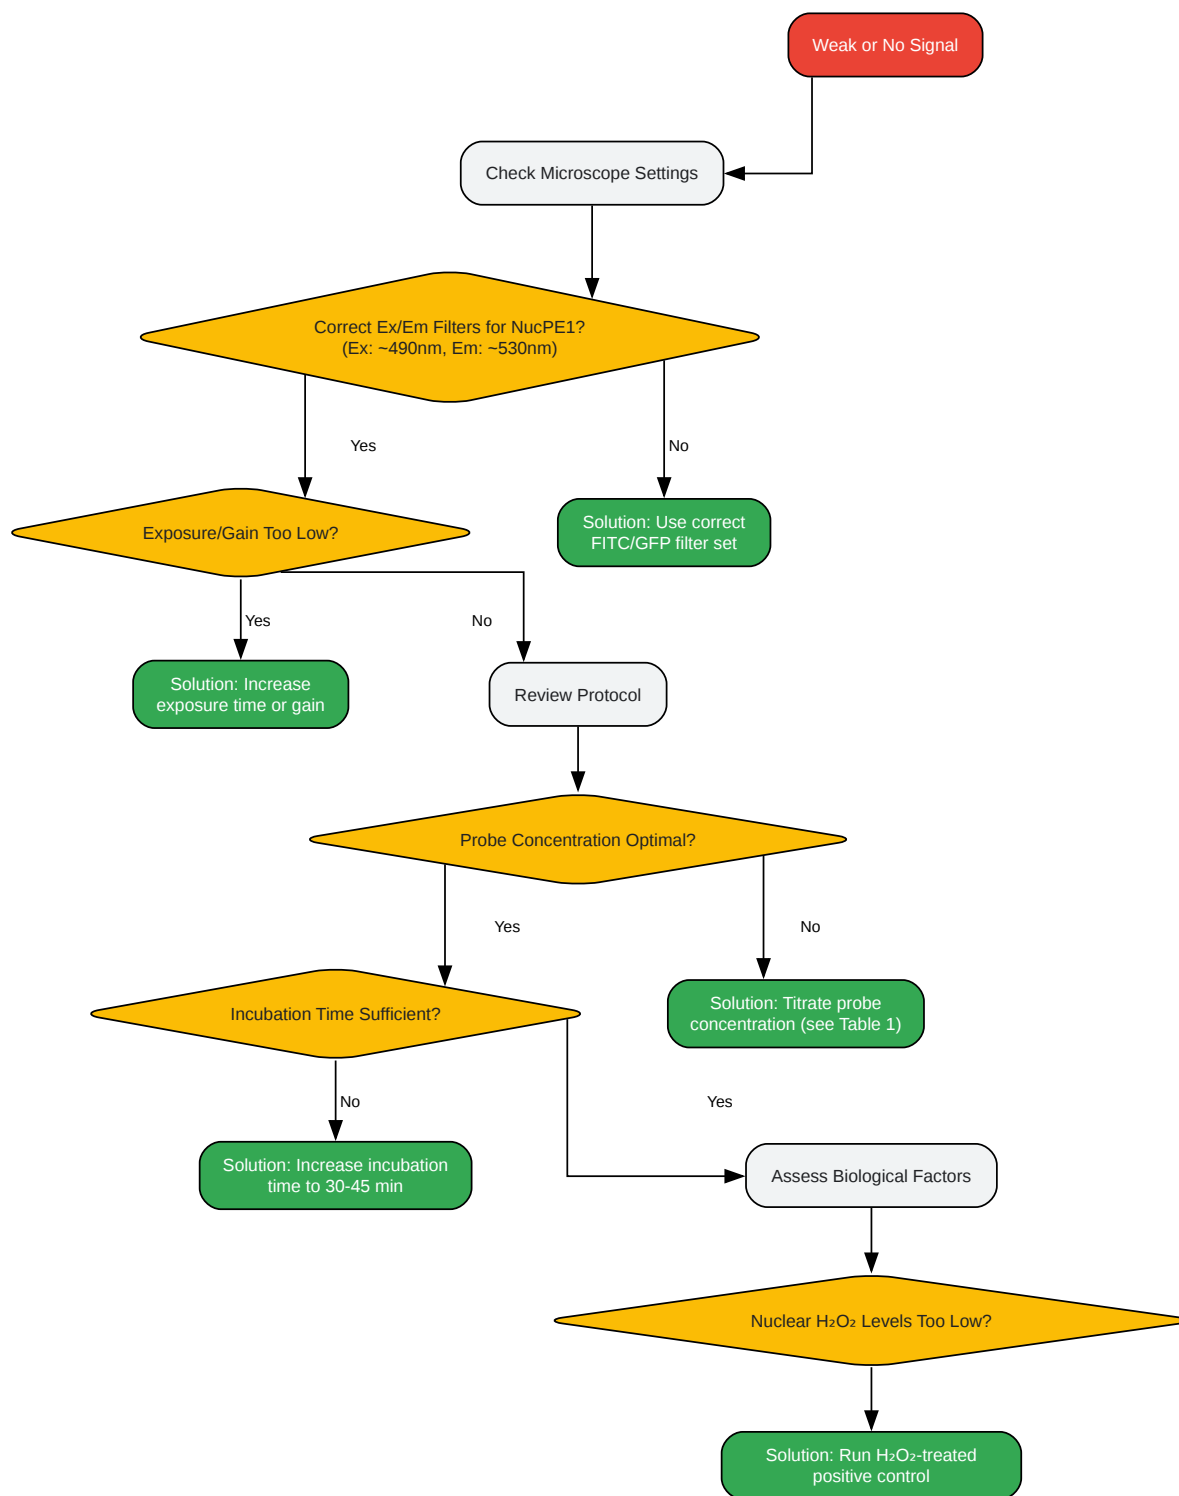 Weak or No Signal
Check Microscope Settings
Correct Ex/Em Filters for NucPE1?
(Ex: ~490nm, Em: ~530nm)
Yes
No
Exposure/Gain Too Low?
Solution: Use correct
FITC/GFP filter set
Yes
No
Solution: Increase
exposure time or gain
Review Protocol
Probe Concentration Optimal?
Yes
No
Incubation Time Sufficient?
Solution: Titrate probe
concentration (see Table 1)
No
Yes
Solution: Increase incubation
time to 30-45 min
Assess Biological Factors
Nuclear H₂O₂ Levels Too Low?
Solution: Run H₂O₂-treated
positive control